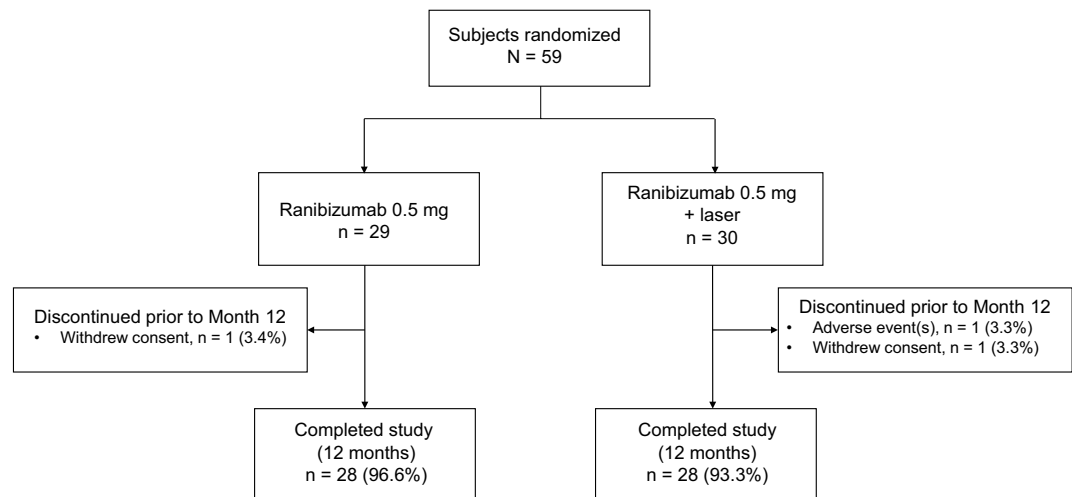 Subjects randomized
N = 59
Ranibizumab 0.5 mg
n = 29
Ranibizumab 0.5 mg
+ laser
n = 30
Discontinued prior to Month 12
• Withdrew consent, n = 1 (3.4%)
Discontinued prior to Month 12
• Adverse event(s), n = 1 (3.3%)
• Withdrew consent, n = 1 (3.3%)
Completed study
(12 months)
n = 28 (96.6%)
Completed study
(12 months)
n = 28 (93.3%)